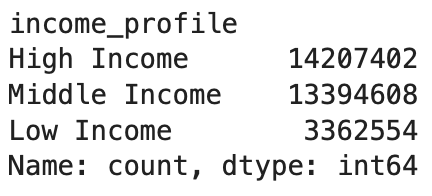 income_profile
High Income      14207402
Middle Income    13394608
Low Income        3362554
Name: count, dtype: int64